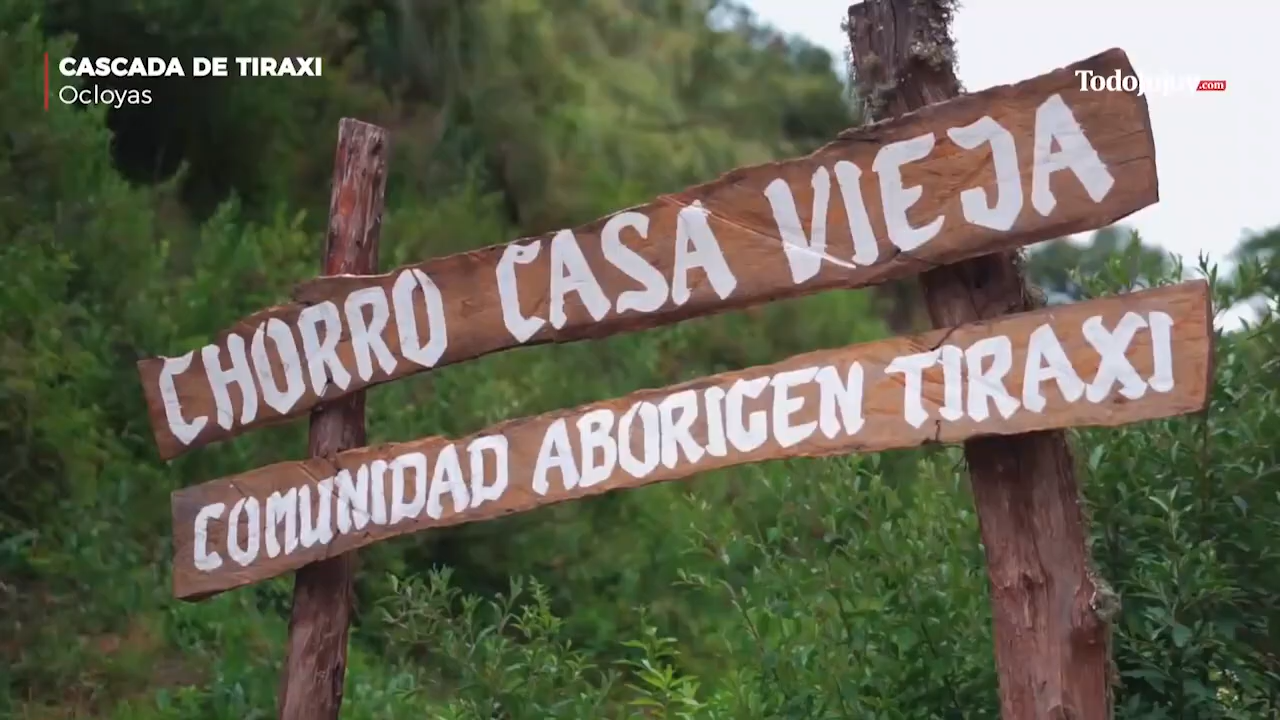 CASCADA DE TIRAXI
Ocloyas
Todojujuy.com
CHORRO CASA VIEJA
COMUNIDAD ABORIGEN TIRAXI